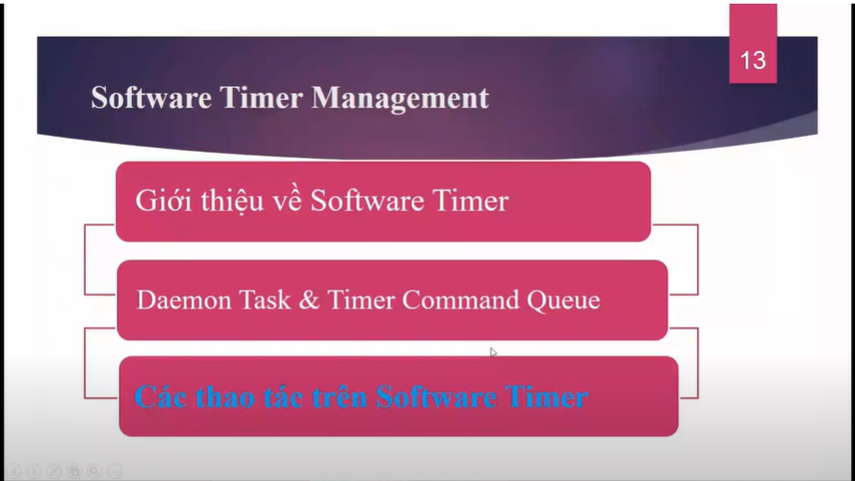 13
Software Timer Management
Giới thiệu về Software Timer
Daemon Task & Timer Command Queue
Các thao tác trên Software Timer